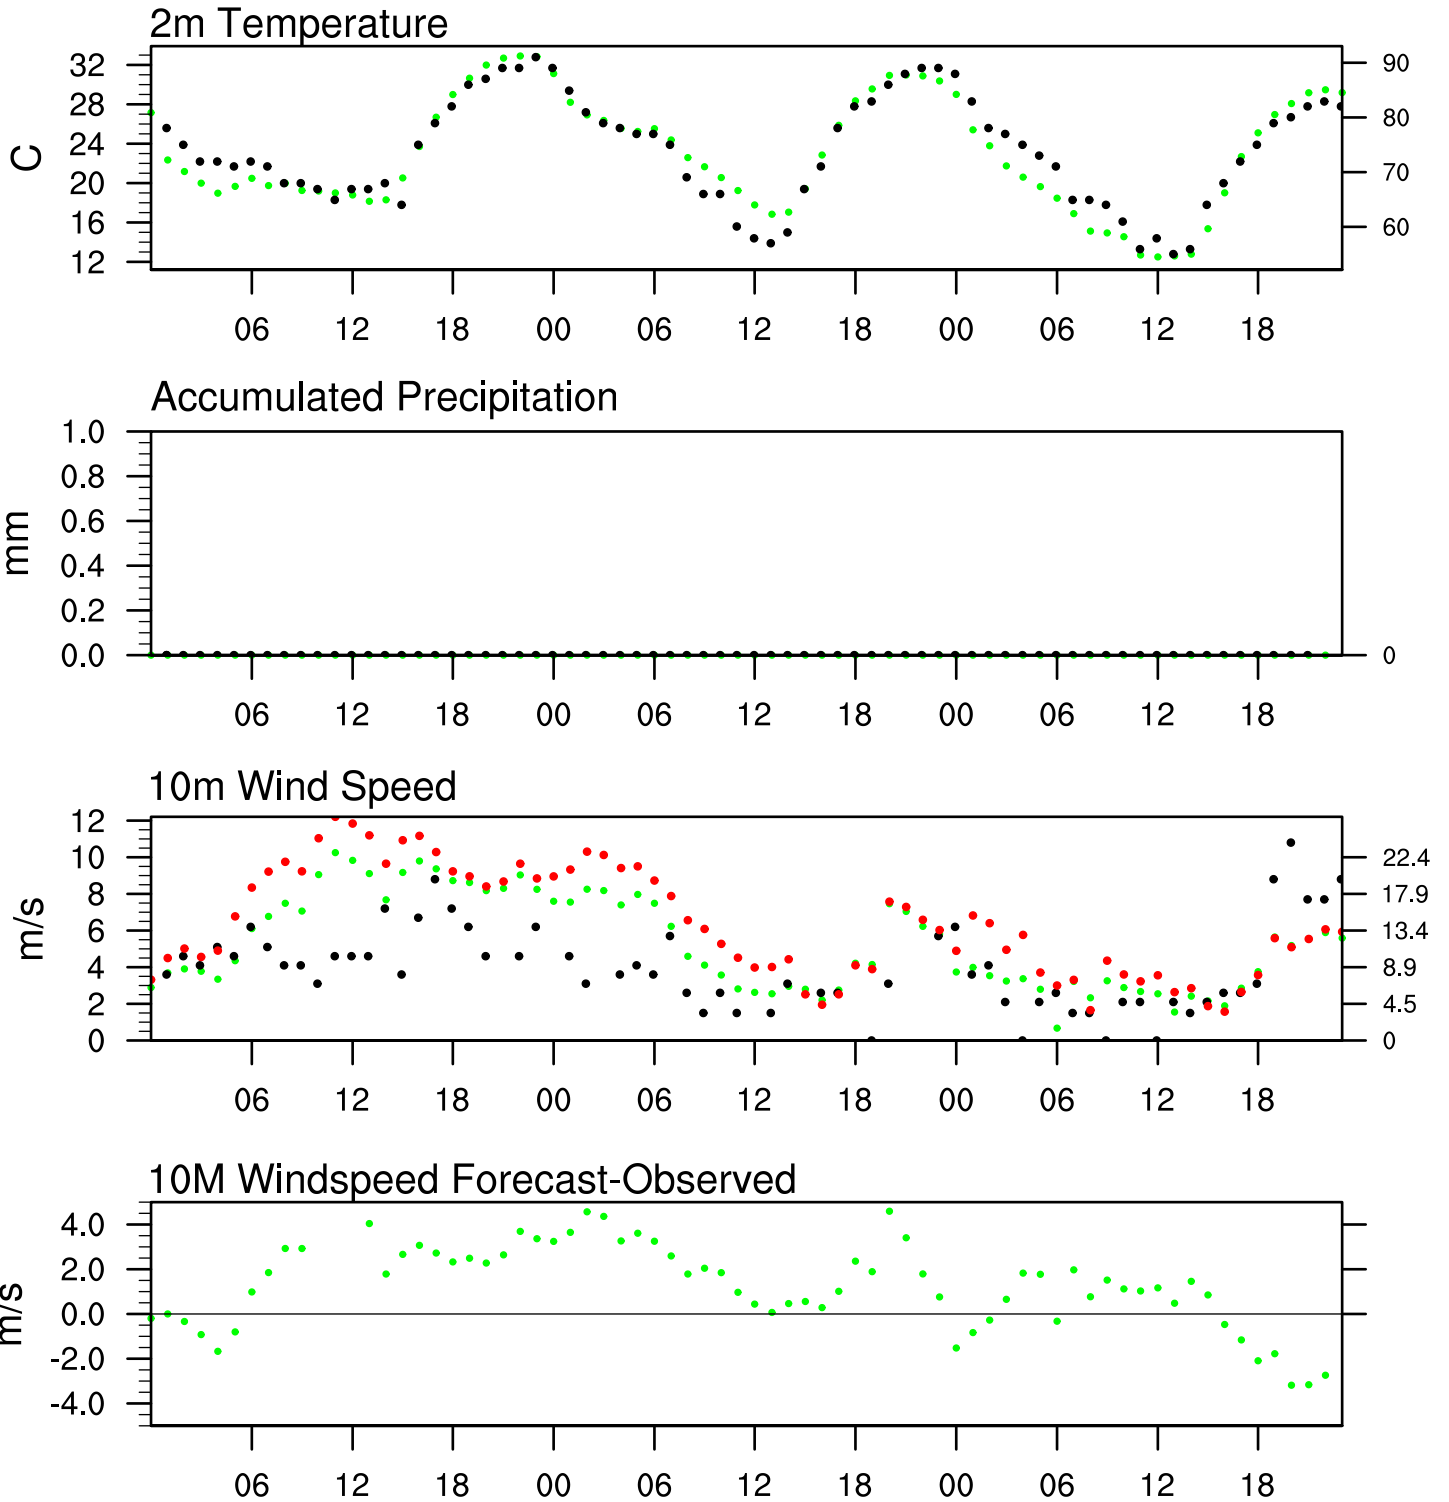 2m Temperature
32
28
24
20
16
12
C
90
80
70
60
06 12 18 00 06 12 18 00 06 12 18
Accumulated Precipitation
1.0
0.8
0.6
0.4
0.2
0.0
mm
0
06 12 18 00 06 12 18 00 06 12 18
10m Wind Speed
12
10
8
6
4
2
0
m/s
22.4
17.9
13.4
8.9
4.5
0
06 12 18 00 06 12 18 00 06 12 18
10M Windspeed Forecast-Observed
4.0
2.0
0.0
-2.0
-4.0
m/s
06 12 18 00 06 12 18 00 06 12 18